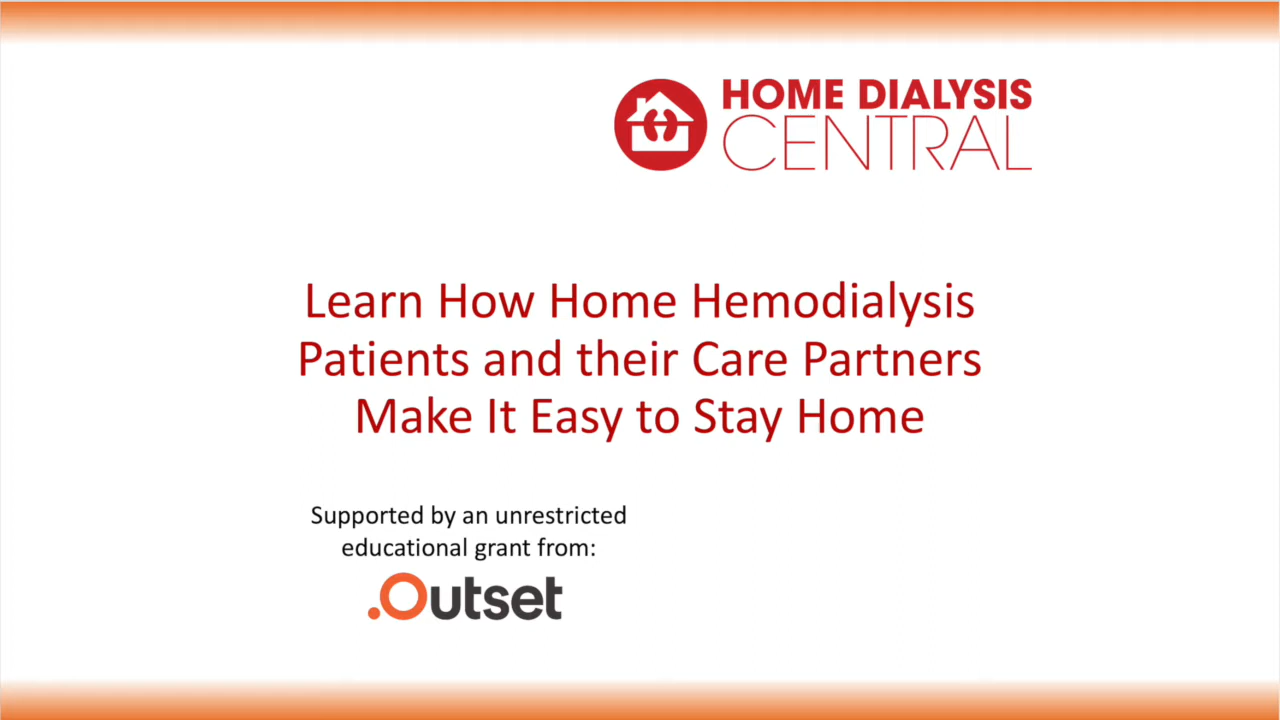 HOME DIALYSIS
CENTRAL
Learn How Home Hemodialysis
Patients and their Care Partners
Make It Easy to Stay Home
Supported by an unrestricted
educational grant from:
.Outset